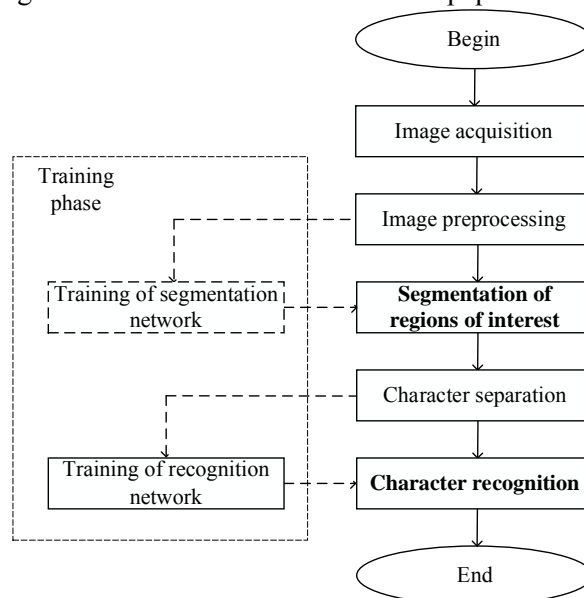 Begin
Image acquisition
Training
phase
Image preprocessing
Training of segmentation
network
Segmentation of
regions of interest
Character separation
Training of recognition
network
Character recognition
End